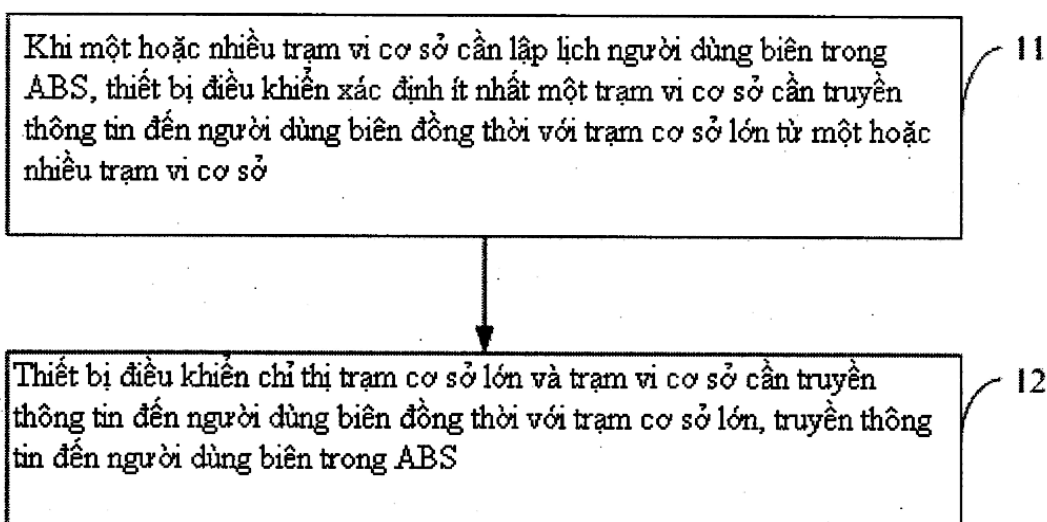 Khi một hoặc nhiều trạm vi cơ sở cần lập lịch người dùng biên trong
ABS, thiết bị điều khiển xác định ít nhất một trạm vi cơ sở cần truyền
thông tin đến người dùng biên đồng thời với trạm cơ sở lớn từ một hoặc
nhiều trạm vi cơ sở
11
Thiết bị điều khiển chỉ thị trạm cơ sở lớn và trạm vi cơ sở cần truyền
thông tin đến người dùng biên đồng thời với trạm cơ sở lớn, truyền thông
tin đến người dùng biên trong ABS
12